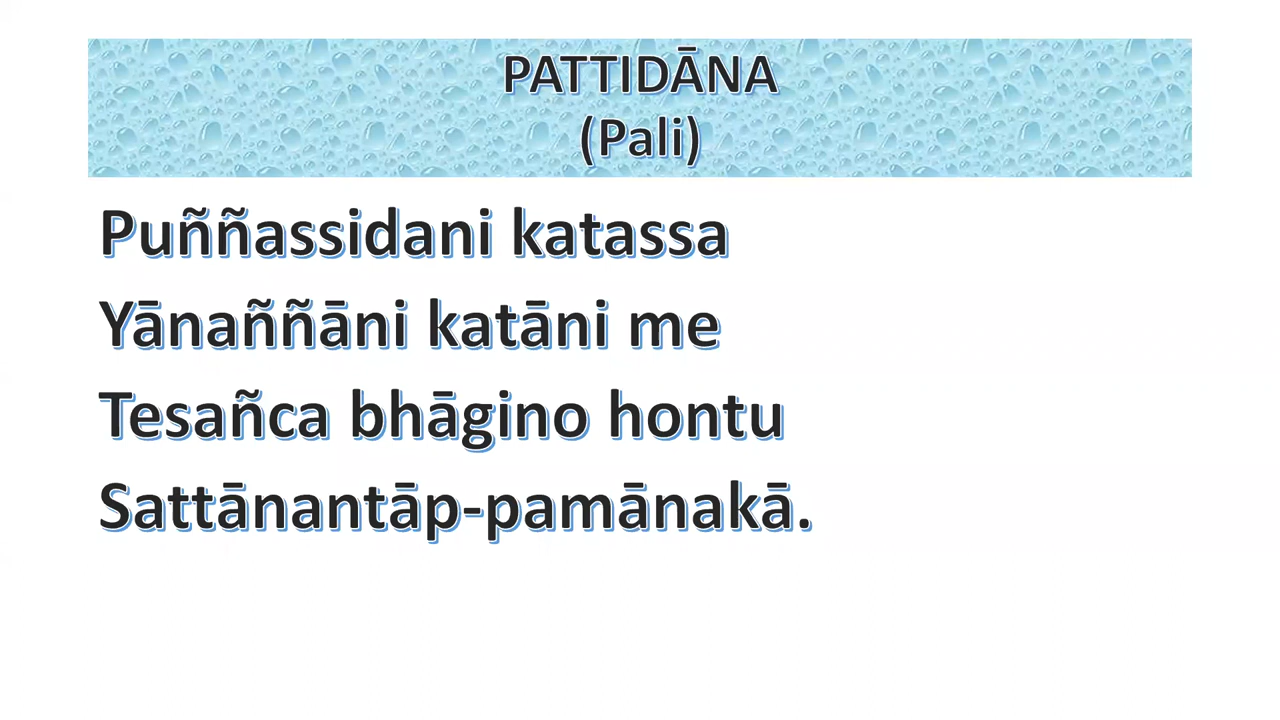 PATTIDĀNA
(Pali)
Puññassidani katassa
Yānaññāni katāni me
Tesañca bhāgino hontu
Sattānantāp-pamānakā.